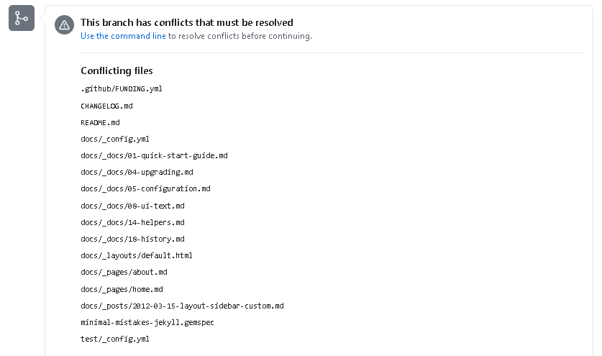 This branch has conflicts that must be resolved
Use the command line to resolve conflicts before continuing.
Conflicting files
.github/FUNDING.yml
CHANGELOG.md
README.md
docs/_config.yml
docs/_docs/01-quick-start-guide.md
docs/_docs/04-upgrading.md
docs/_docs/05-configuration.md
docs/_docs/08-ui-text.md
docs/_docs/14-helpers.md
docs/_docs/18-history.md
docs/_layouts/default.html
docs/_pages/about.md
docs/_pages/home.md
docs/_posts/2012-03-15-layout-sidebar-custom.md
minimal-mistakes-jekyll.gemspec
test/_config.yml